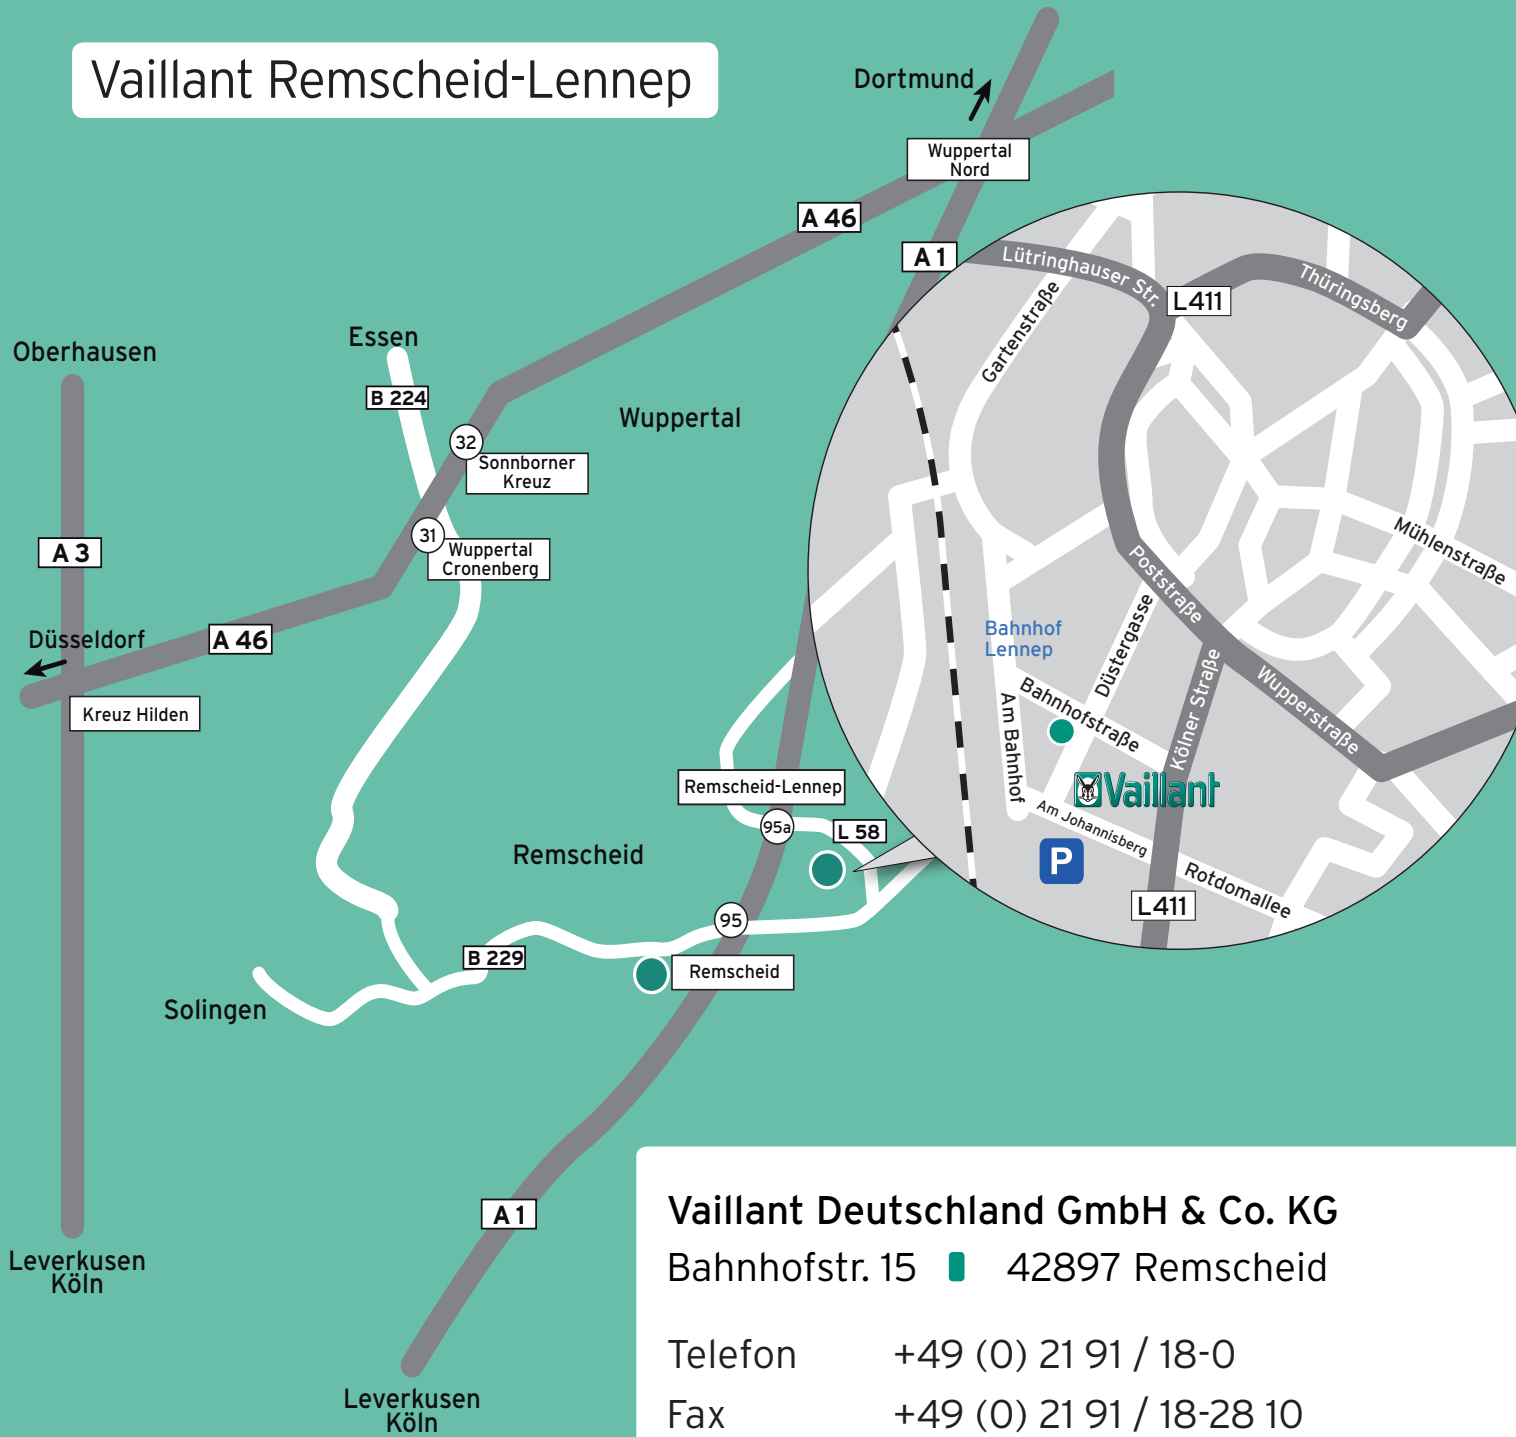 Vaillant Remscheid-Lennep
Dortmund
Wuppertal
Nord
A 46
A 1
Lütringhauser Str.
L411
Thüringsberg
Gartenstraße
Essen
Oberhausen
B 224
Wuppertal
32
Sonnborner
Kreuz
31
Wuppertal
Cronenberg
A 3
Mühlenstraße
Poststraße
Düsseldorf
A 46
Bahnhof
Lennep
Düstergasse
Kreuz Hilden
Bahnhofstraße
Am Bahnhof
Kölner Straße
Wupperstraße
Remscheid-Lennep
Vaillant
95a
L 58
Am Johannisberg
Remscheid
P
Rotdomallee
L411
95
B 229
Remscheid
Solingen
A 1
Leverkusen
Köln
Leverkusen
Köln
Vaillant Deutschland GmbH & Co. KG
Bahnhofstr. 15 42897 Remscheid
Telefon +49 (0) 21 91 / 18-0
Fax +49 (0) 21 91 / 18-28 10